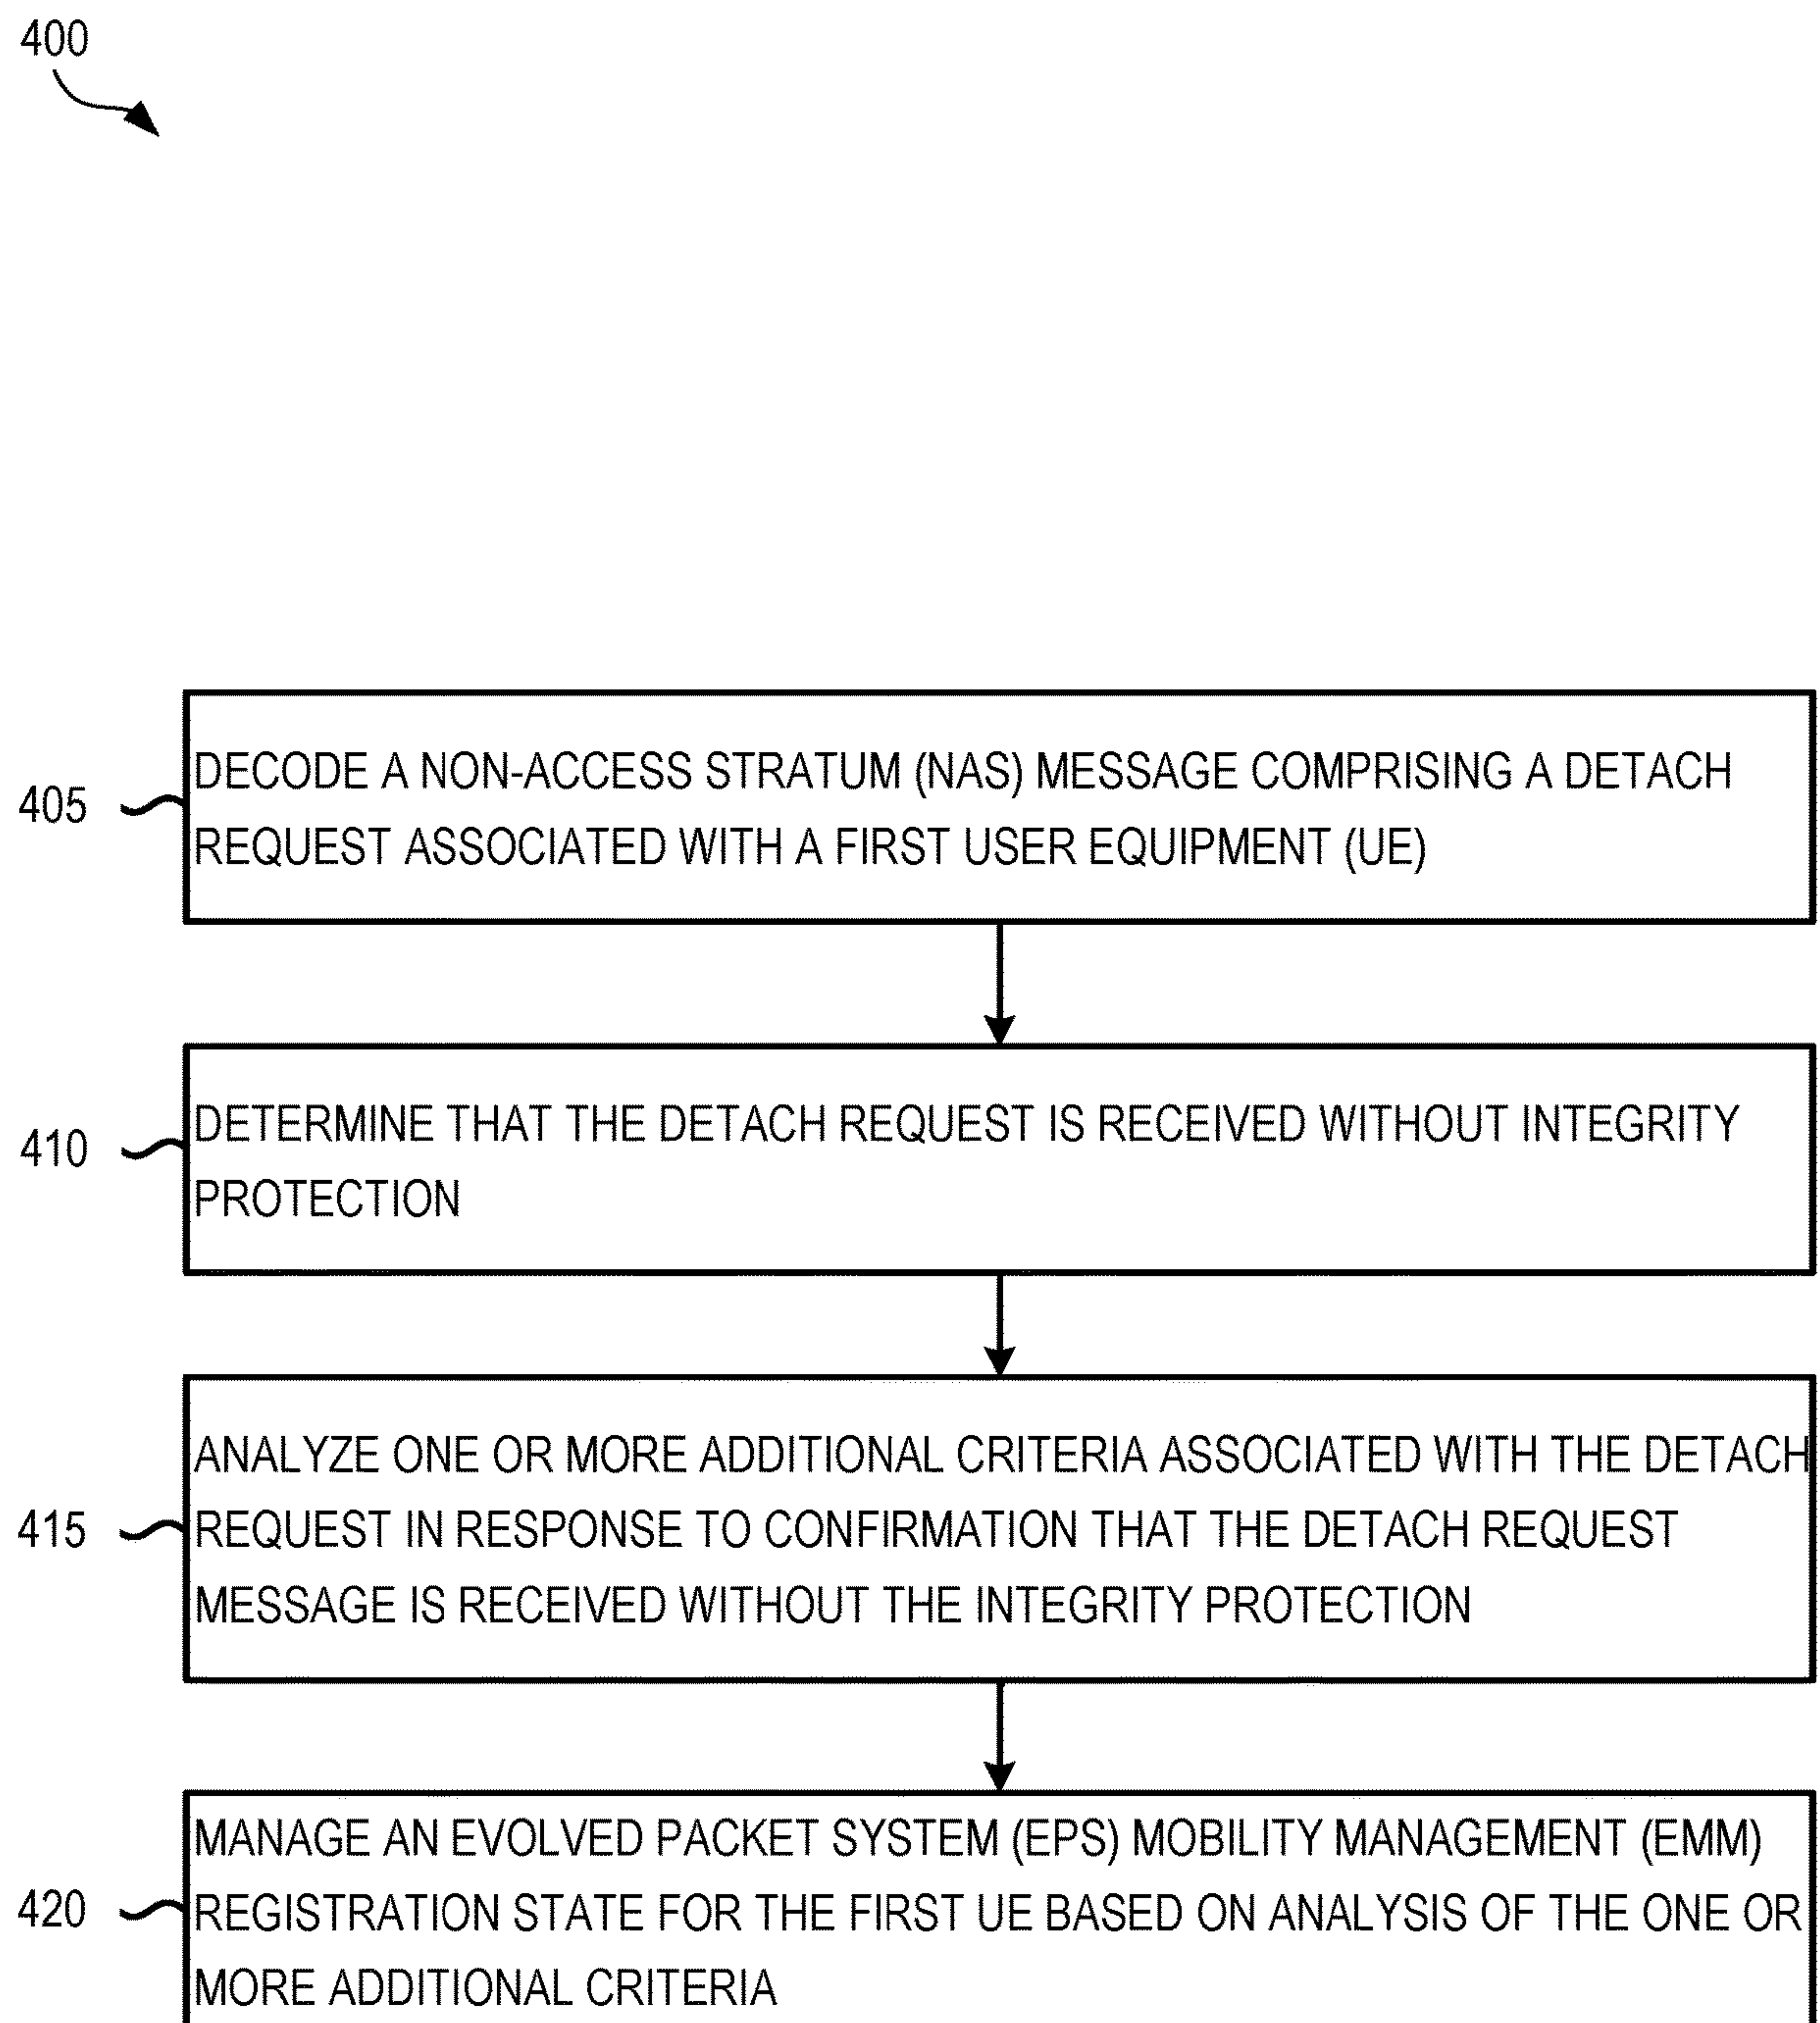 400
405
DECODE A NON-ACCESS STRATUM (NAS) MESSAGE COMPRISING A DETACH
REQUEST ASSOCIATED WITH A FIRST USER EQUIPMENT (UE)
410
DETERMINE THAT THE DETACH REQUEST IS RECEIVED WITHOUT INTEGRITY
PROTECTION
415
ANALYZE ONE OR MORE ADDITIONAL CRITERIA ASSOCIATED WITH THE DETACH
REQUEST IN RESPONSE TO CONFIRMATION THAT THE DETACH REQUEST
MESSAGE IS RECEIVED WITHOUT THE INTEGRITY PROTECTION
420
MANAGE AN EVOLVED PACKET SYSTEM (EPS) MOBILITY MANAGEMENT (EMM)
REGISTRATION STATE FOR THE FIRST UE BASED ON ANALYSIS OF THE ONE OR
MORE ADDITIONAL CRITERIA